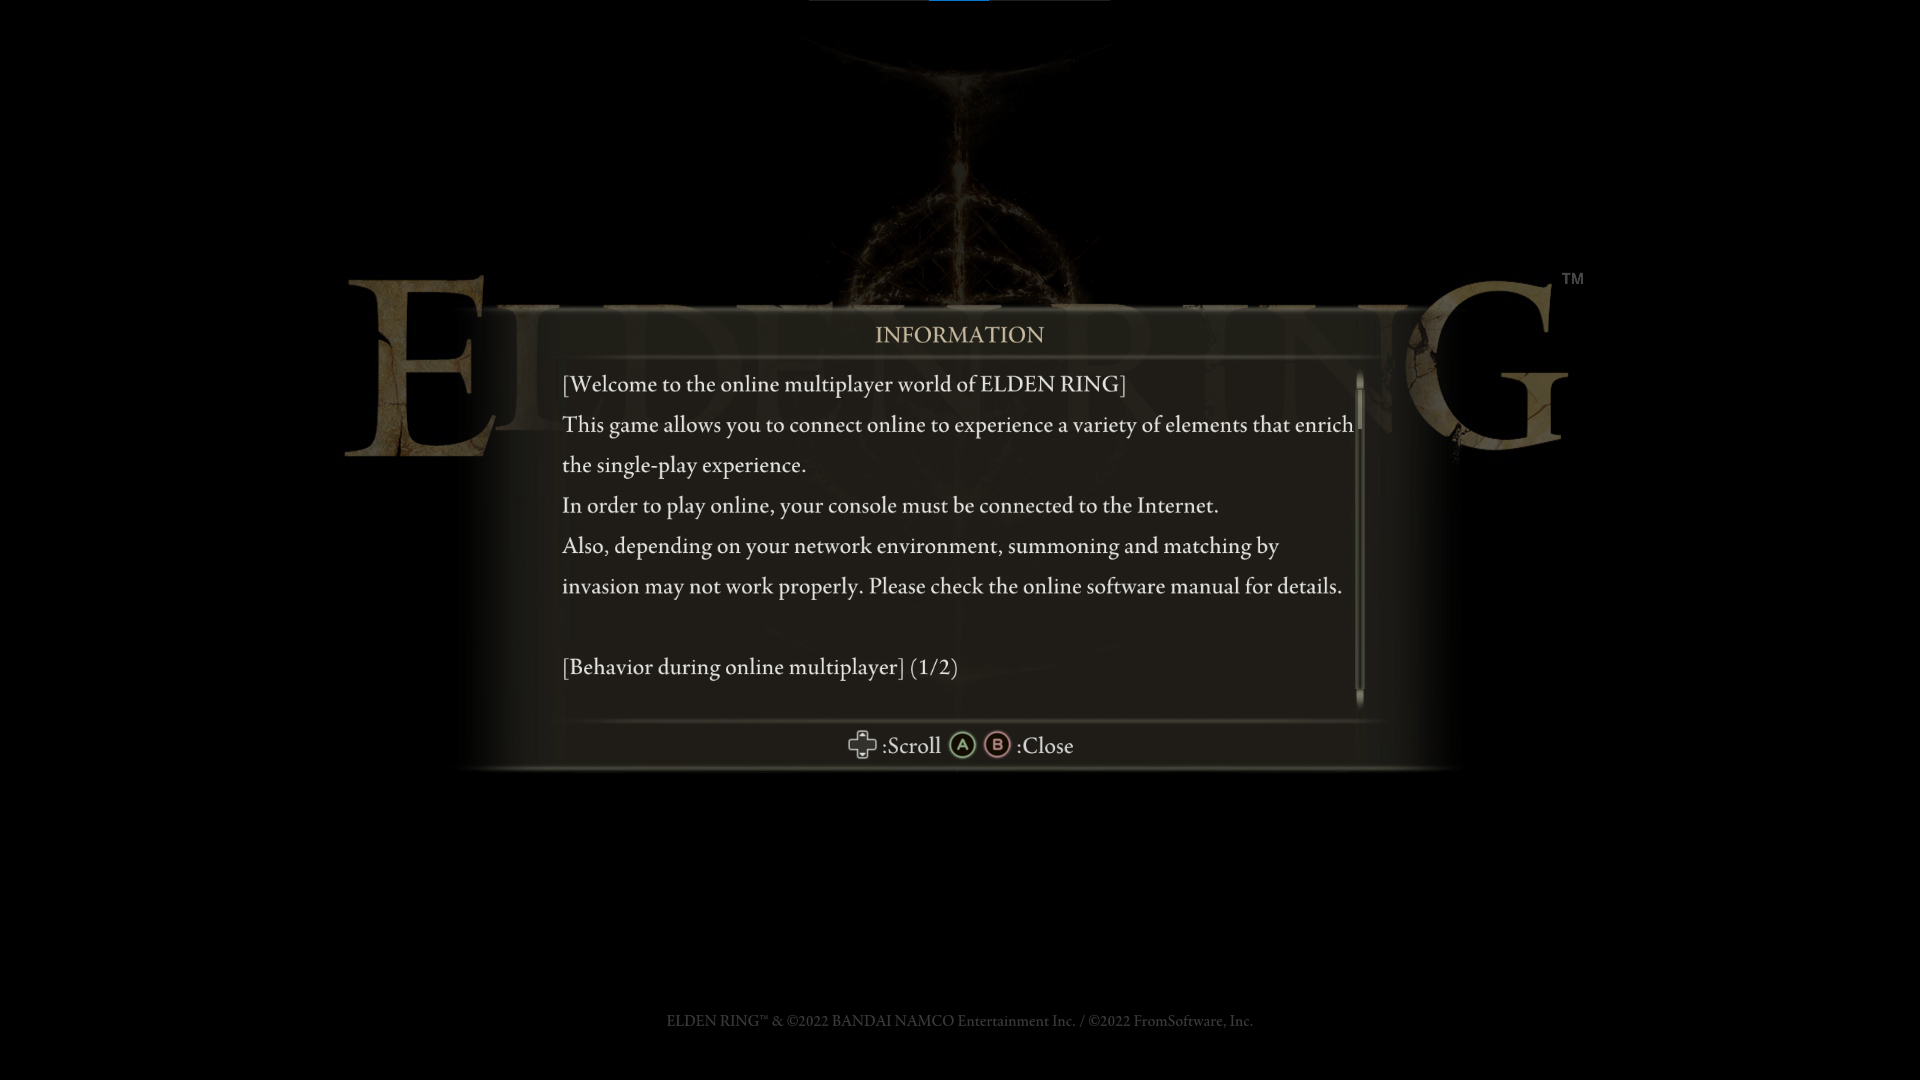 ELDEN RING™
INFORMATION
[Welcome to the online multiplayer world of ELDEN RING]
This game allows you to connect online to experience a variety of elements that enrich
the single-play experience.
In order to play online, your console must be connected to the Internet.
Also, depending on your network environment, summoning and matching by
invasion may not work properly. Please check the online software manual for details.
[Behavior during online multiplayer] (1/2)
:Scroll A B :Close
ELDEN RING™ & ©2022 BANDAI NAMCO Entertainment Inc. / ©2022 FromSoftware, Inc.